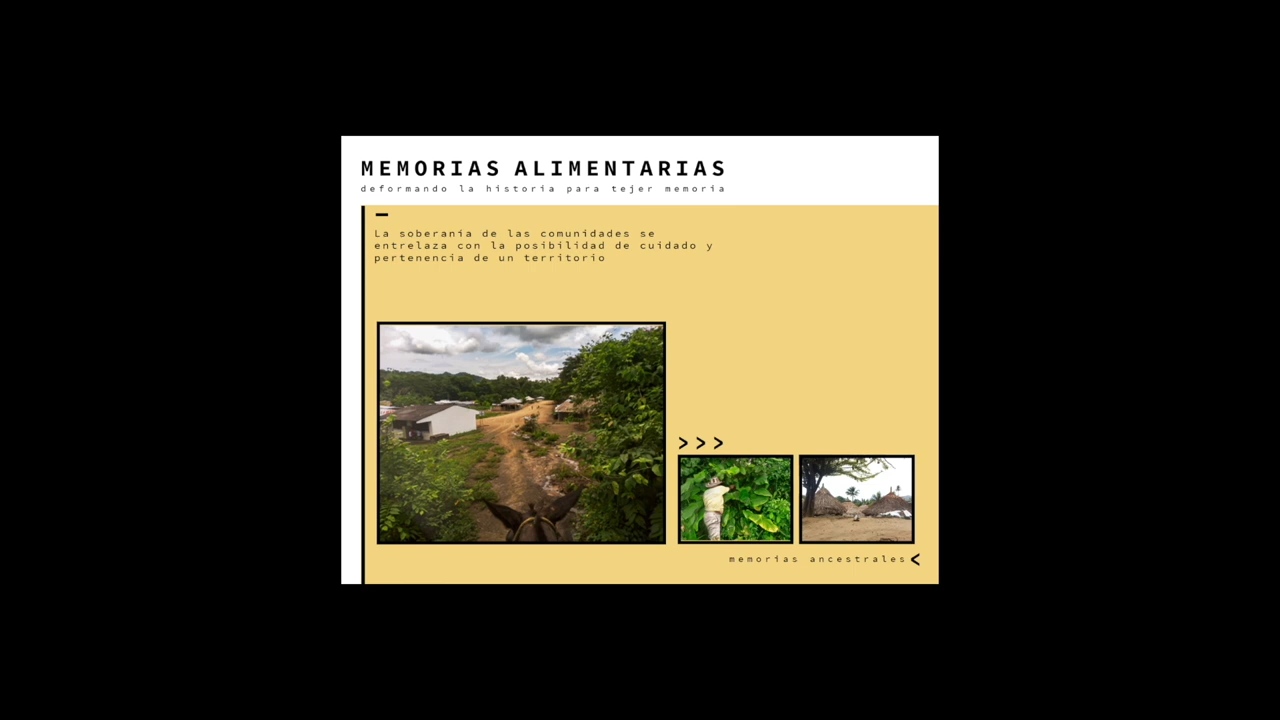 MEMORIAS ALIMENTARIAS
deformando la historia para tejer memoria
La soberania de las comunidades se
entrelaza con la posibilidad de cuidado y
pertenencia de un territorio
>>>
memorias ancestrales<